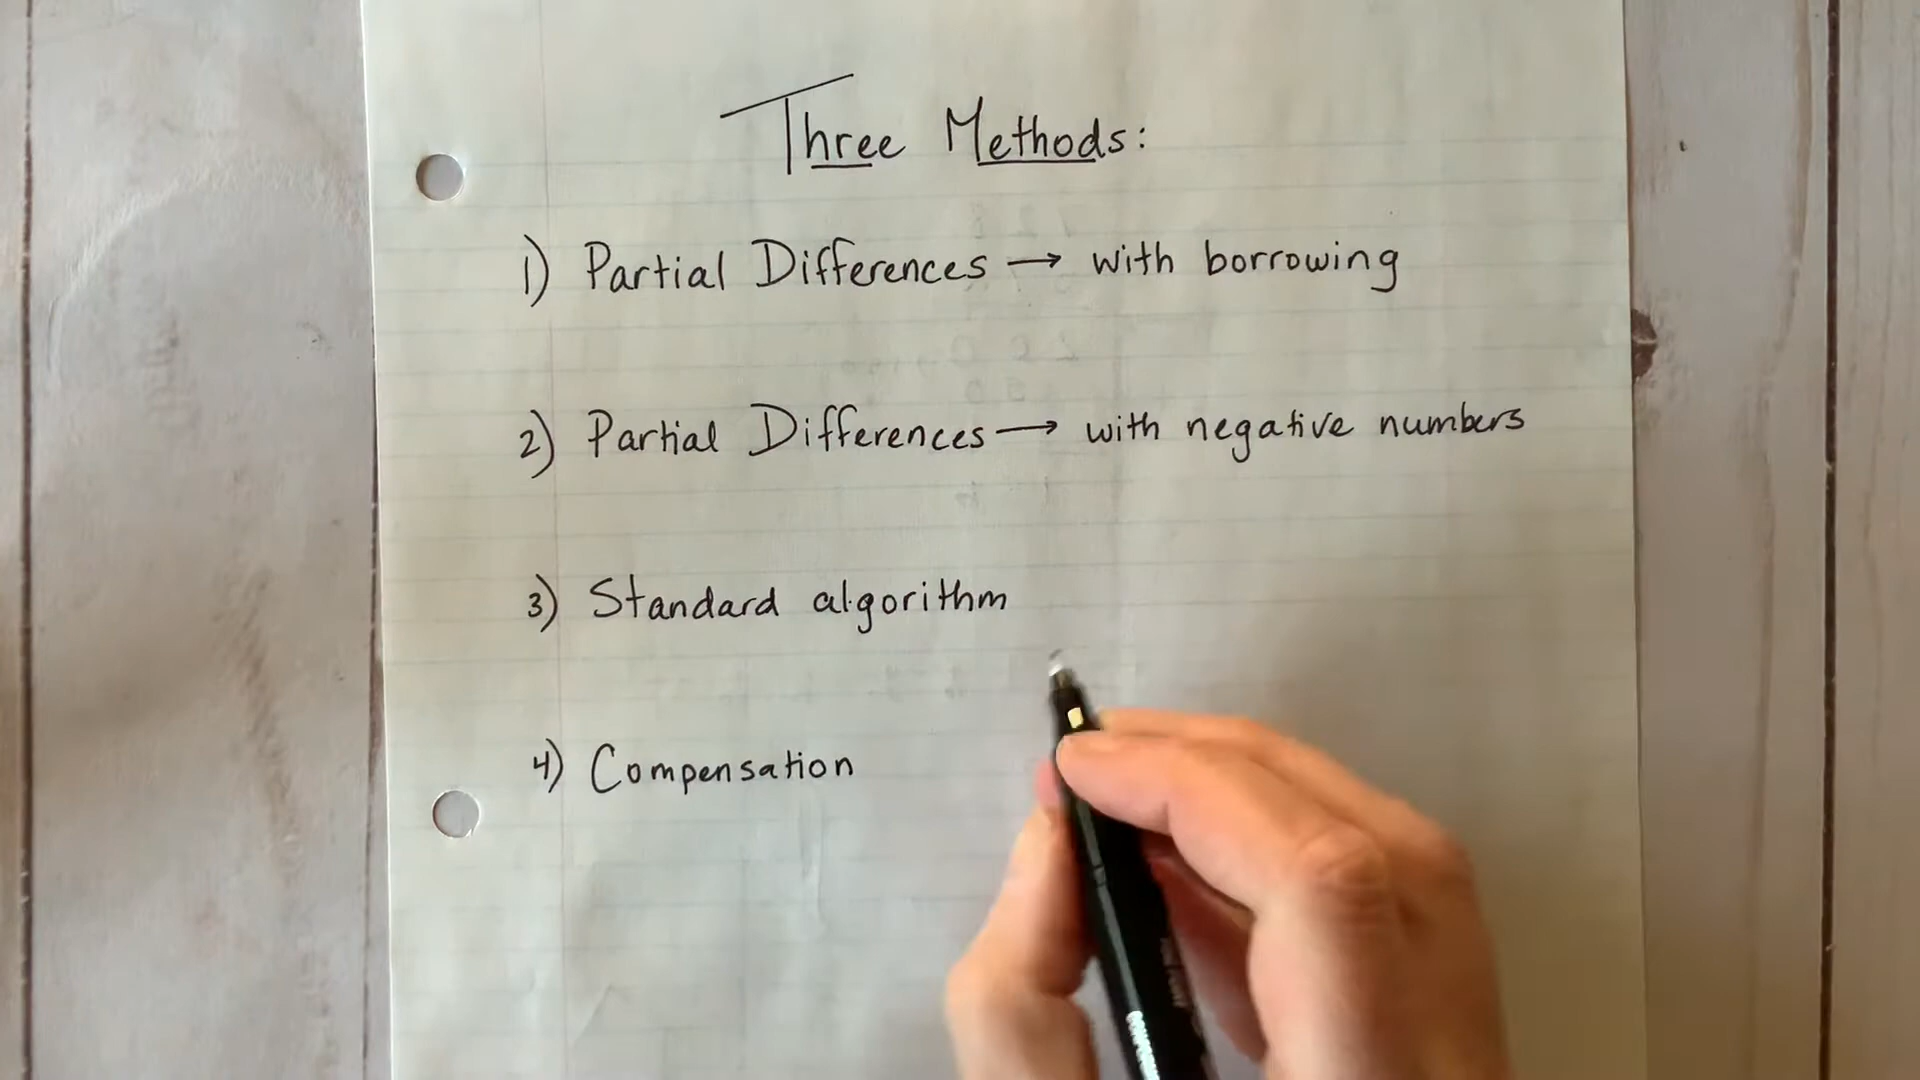 Three Methods:
1) Partial Differences → with borrowing
2) Partial Differences → with negative numbers
3) Standard algorithm
4) Compensation